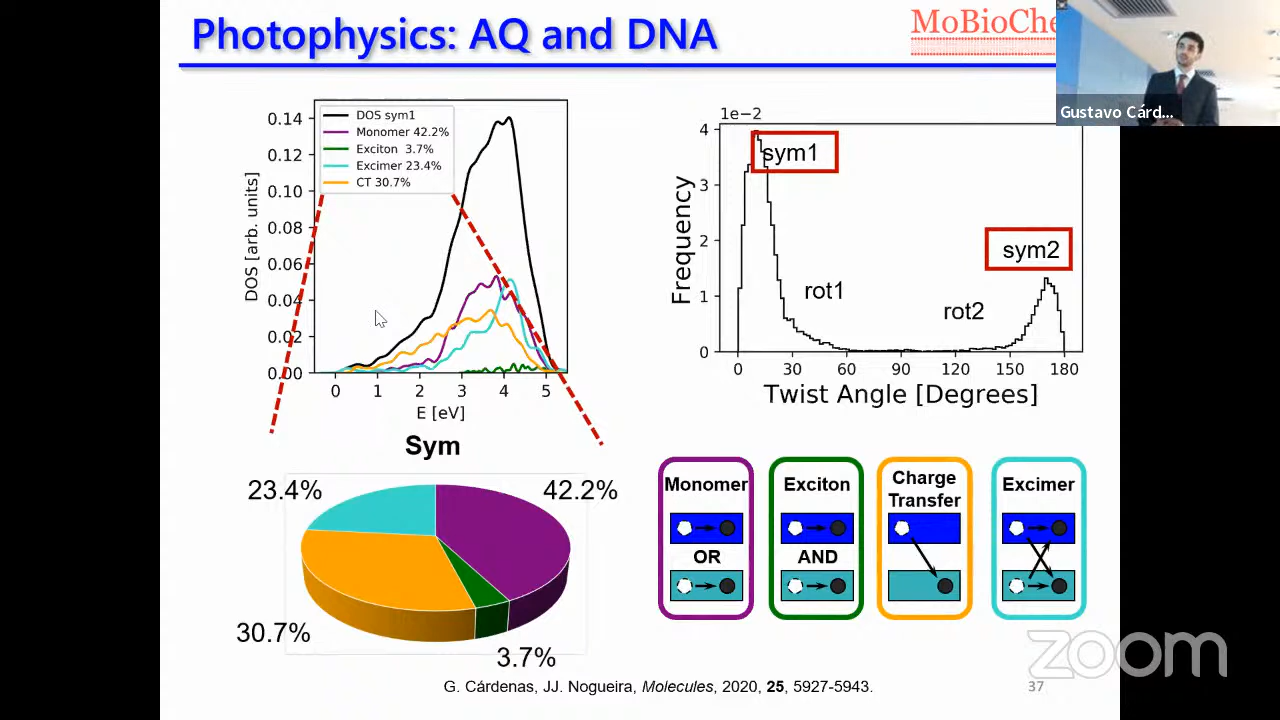 Photophysics: AQ and DNA
MoBioChe
Gustavo Cárd...
DOS sym1
Monomer 42.2%
Exciton 3.7%
Excimer 23.4%
CT 30.7%
0.14
0.12
0.10
0.08
0.06
0.04
0.02
0.00
DOS [arb. units]
0 1 2 3 4 5
E [eV]
1e-2
4
3
2
1
0
Frequency
sym1
sym2
rot1
rot2
0 30 60 90 120 150 180
Twist Angle [Degrees]
Sym
23.4%
42.2%
30.7%
3.7%
Monomer
OR
Exciton
AND
Charge
Transfer
Excimer
zoom
G. Cárdenas, JJ. Nogueira, Molecules, 2020, 25, 5927-5943.
37